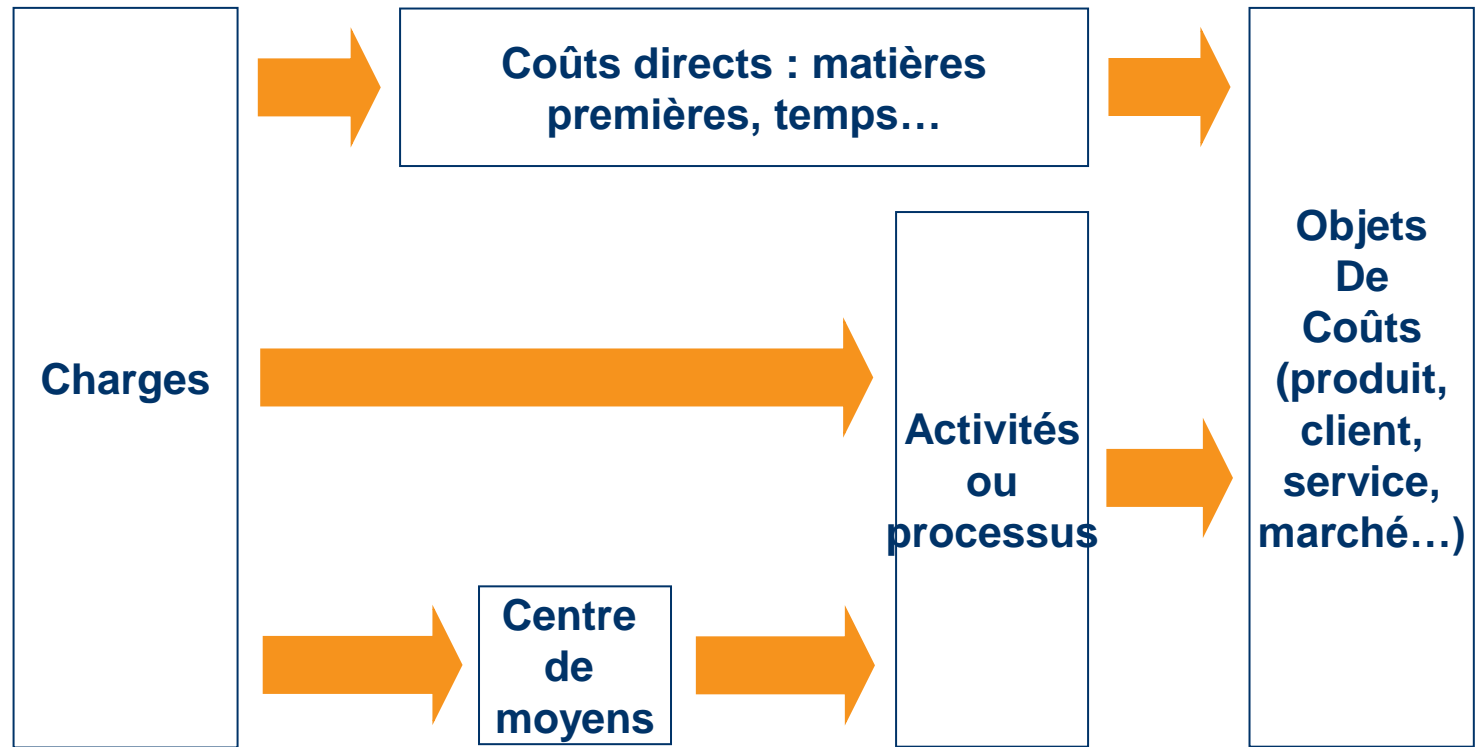 Charges
Coûts directs : matières
premières, temps…
Centre
de
moyens
Activités
ou
processus
Objets
De
Coûts
(produit,
client,
service,
marché…)